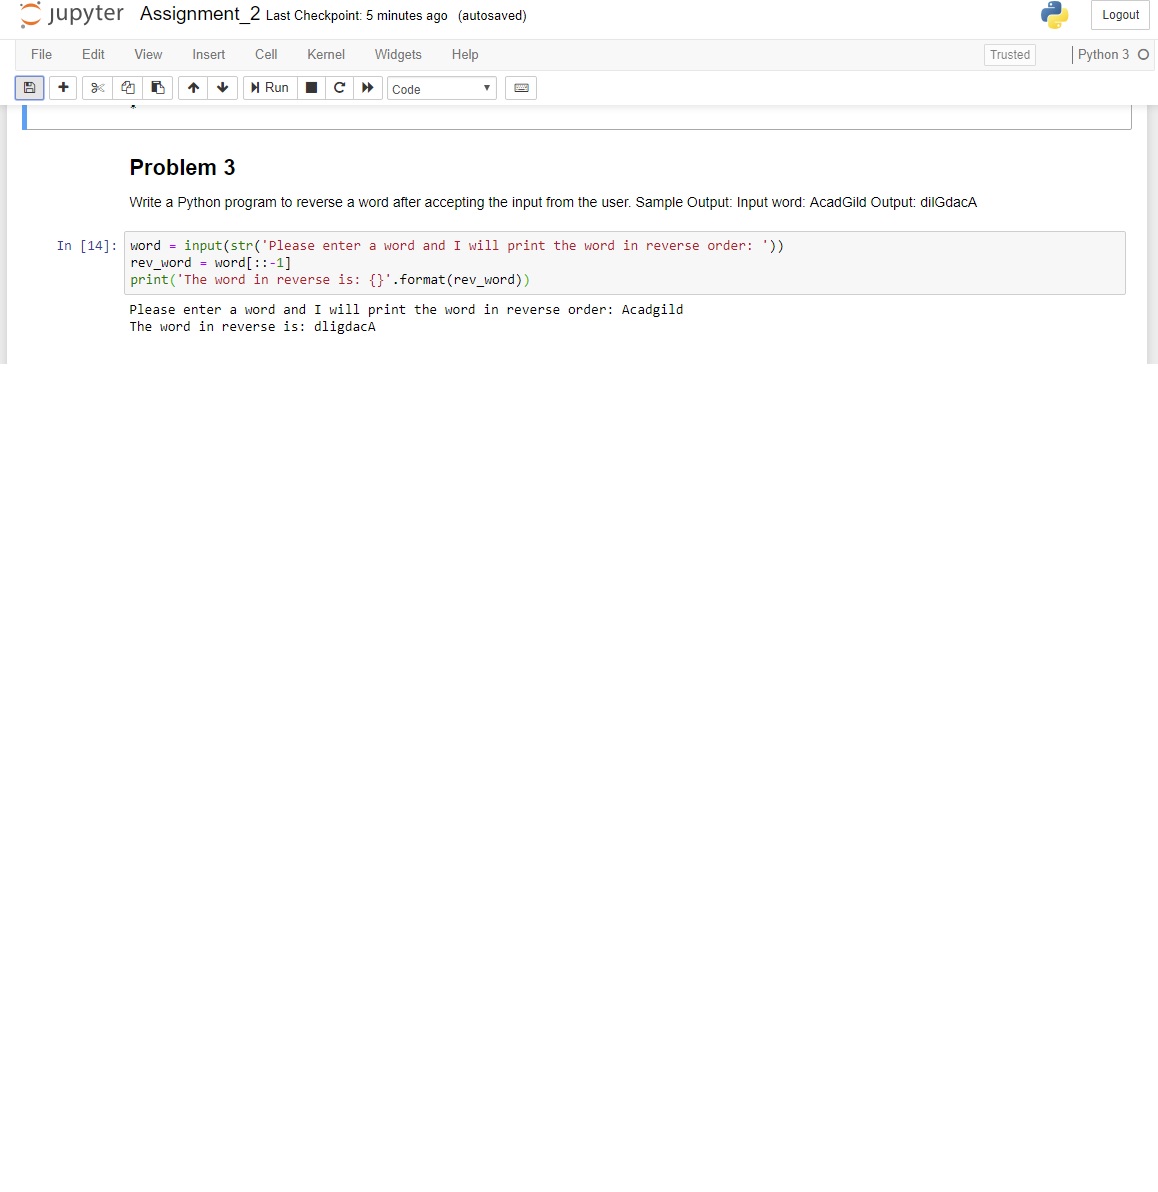 jupyter Assignment_2 Last Checkpoint: 5 minutes ago (autosaved) Logout
File Edit View Insert Cell Kernel Widgets Help Trusted Python 3
Run Code
Problem 3
Write a Python program to reverse a word after accepting the input from the user. Sample Output: Input word: AcadGild Output: dilGdacA
In [14]: word = input(str('Please enter a word and I will print the word in reverse order: '))
rev_word = word[::-1]
print('The word in reverse is: {}'.format(rev_word))
Please enter a word and I will print the word in reverse order: Acadgild
The word in reverse is: dligdacA